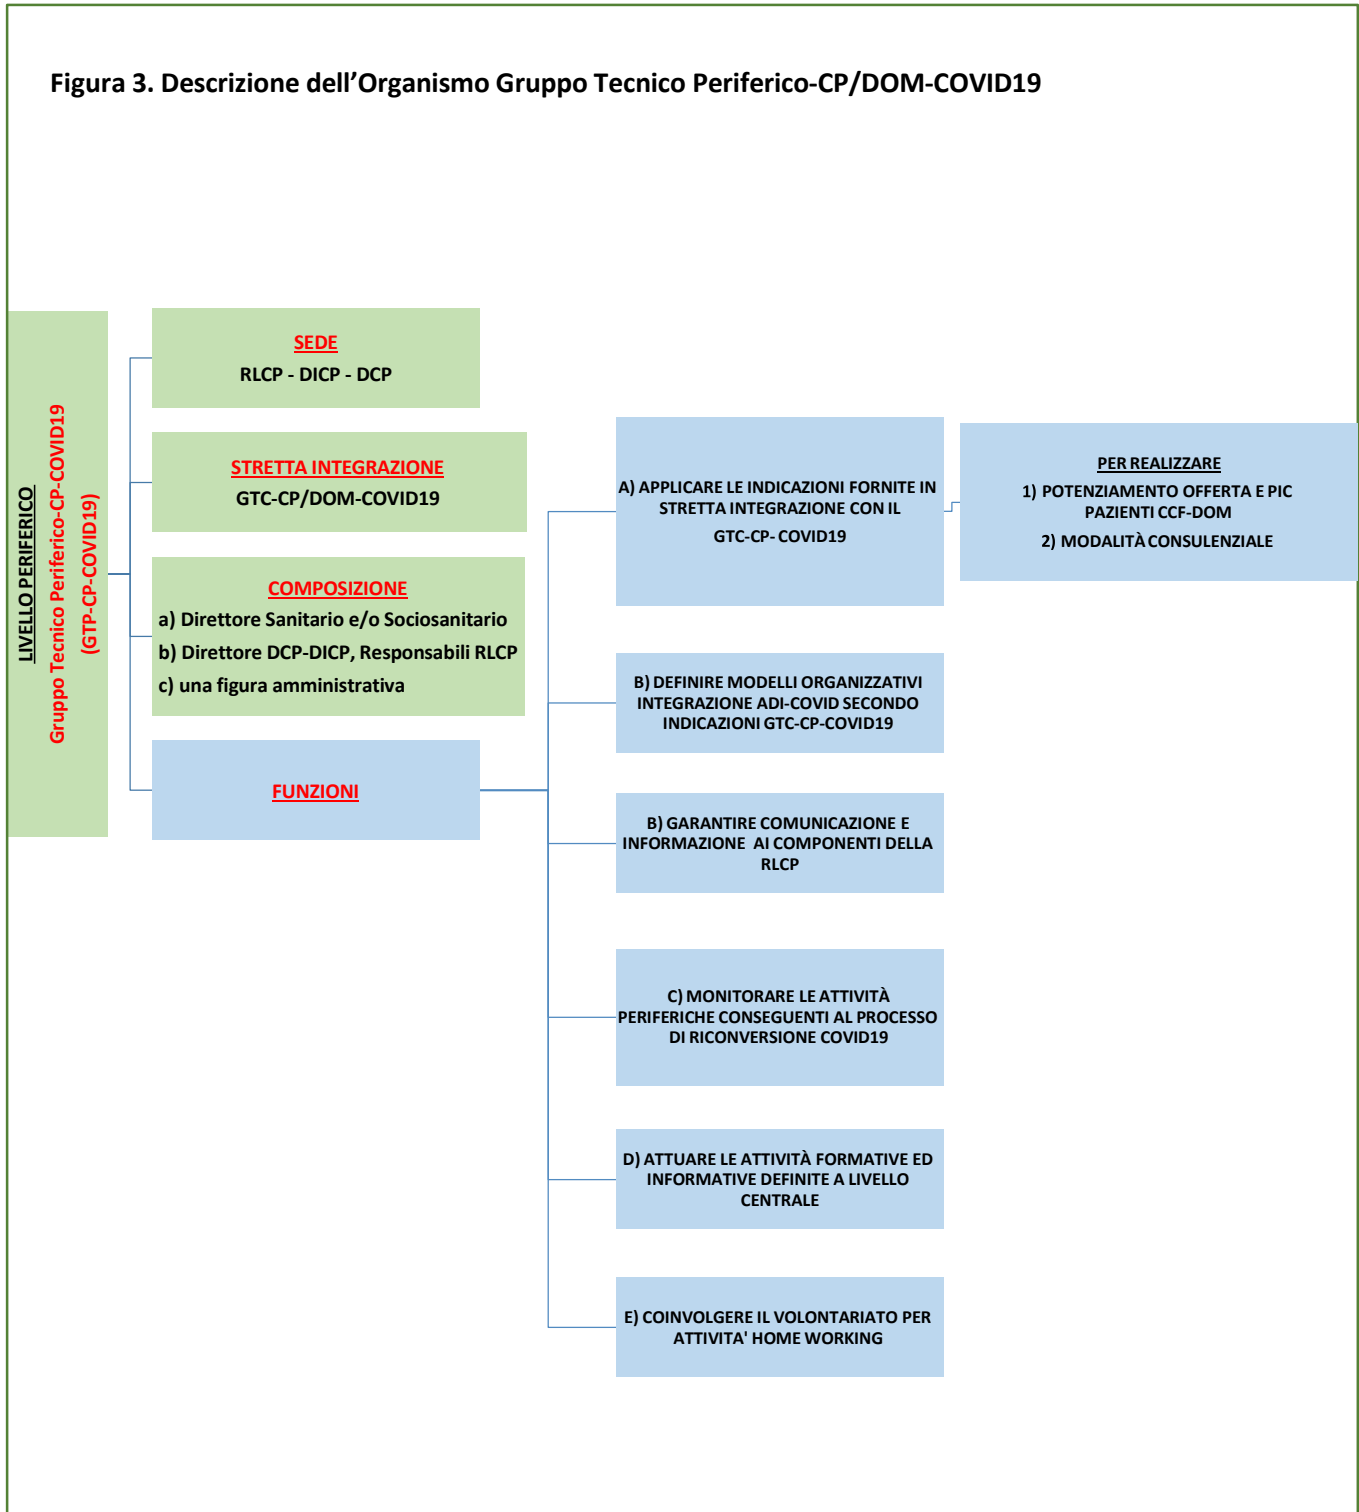 Figura 3. Descrizione dell'Organismo Gruppo Tecnico Periferico-CP/DOM-COVID19
LIVELLO PERIFERICO
Gruppo Tecnico Periferico-CP-COVID19
(GTP-CP-COVID19)
SEDE
RLCP - DICP - DCP
STRETTA INTEGRAZIONE
GTC-CP/DOM-COVID19
COMPOSIZIONE
a) Direttore Sanitario e/o Sociosanitario
b) Direttore DCP-DICP, Responsabili RLCP
c) una figura amministrativa
FUNZIONI
A) APPLICARE LE INDICAZIONI FORNITE IN
STRETTA INTEGRAZIONE CON IL
GTC-CP- COVID19
PER REALIZZARE
1) POTENZIAMENTO OFFERTA E PIC
PAZIENTI CCF-DOM
2) MODALITÀ CONSULENZIALE
B) DEFINIRE MODELLI ORGANIZZATIVI
INTEGRAZIONE ADI-COVID SECONDO
INDICAZIONI GTC-CP-COVID19
B) GARANTIRE COMUNICAZIONE E
INFORMAZIONE AI COMPONENTI DELLA
RLCP
C) MONITORARE LE ATTIVITÀ
PERIFERICHE CONSEGUENTI AL PROCESSO
DI RICONVERSIONE COVID19
D) ATTUARE LE ATTIVITÀ FORMATIVE ED
INFORMATIVE DEFINITE A LIVELLO
CENTRALE
E) COINVOLGERE IL VOLONTARIATO PER
ATTIVITA' HOME WORKING